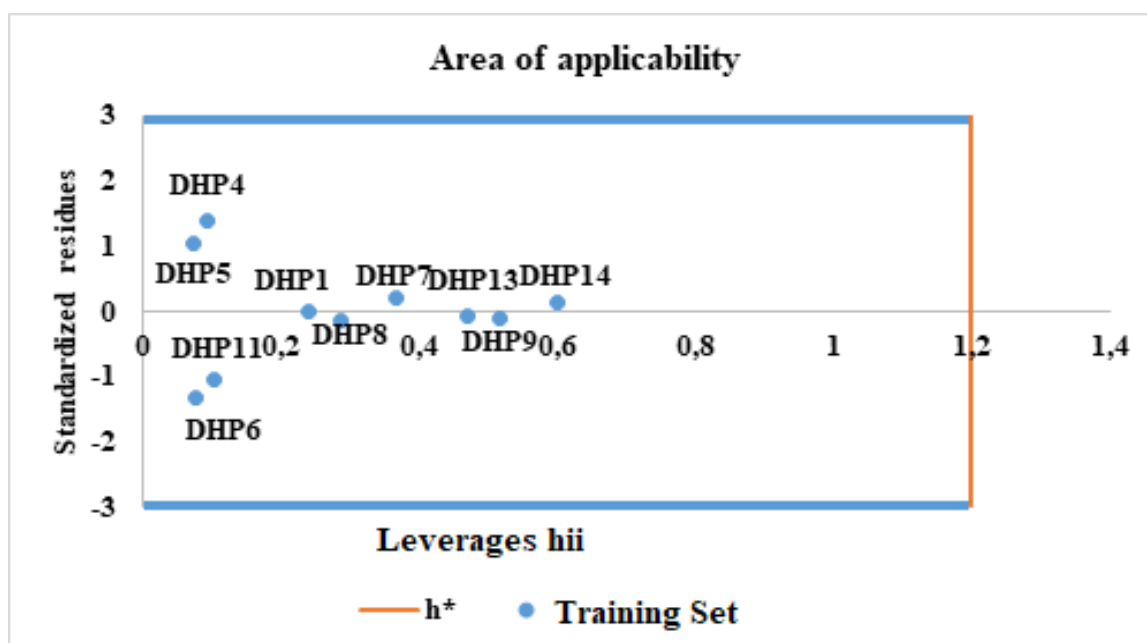 Area of applicability
Standardized residues
3
2
1
0
-1
-2
-3
DHP4
DHP5
DHP1
DHP7
DHP13
DHP14
DHP8
DHP9
DHP11
DHP6
0 0,2 0,4 0,6 0,8 1 1,2 1,4
Leverages hii
h* Training Set